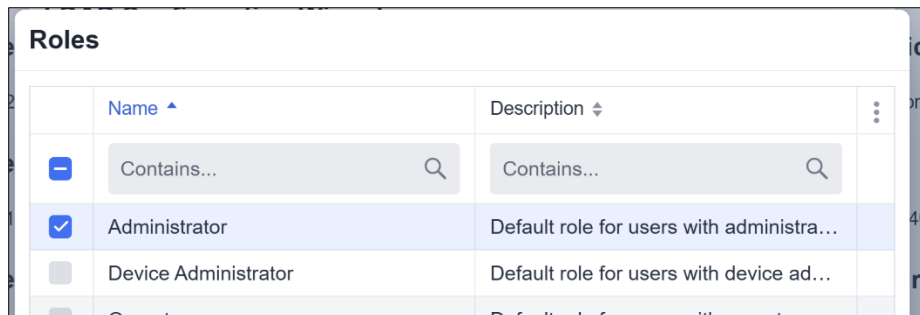 Roles
Name Description
Contains... Contains...
Administrator Default role for users with administra...
Device Administrator Default role for users with device ad...